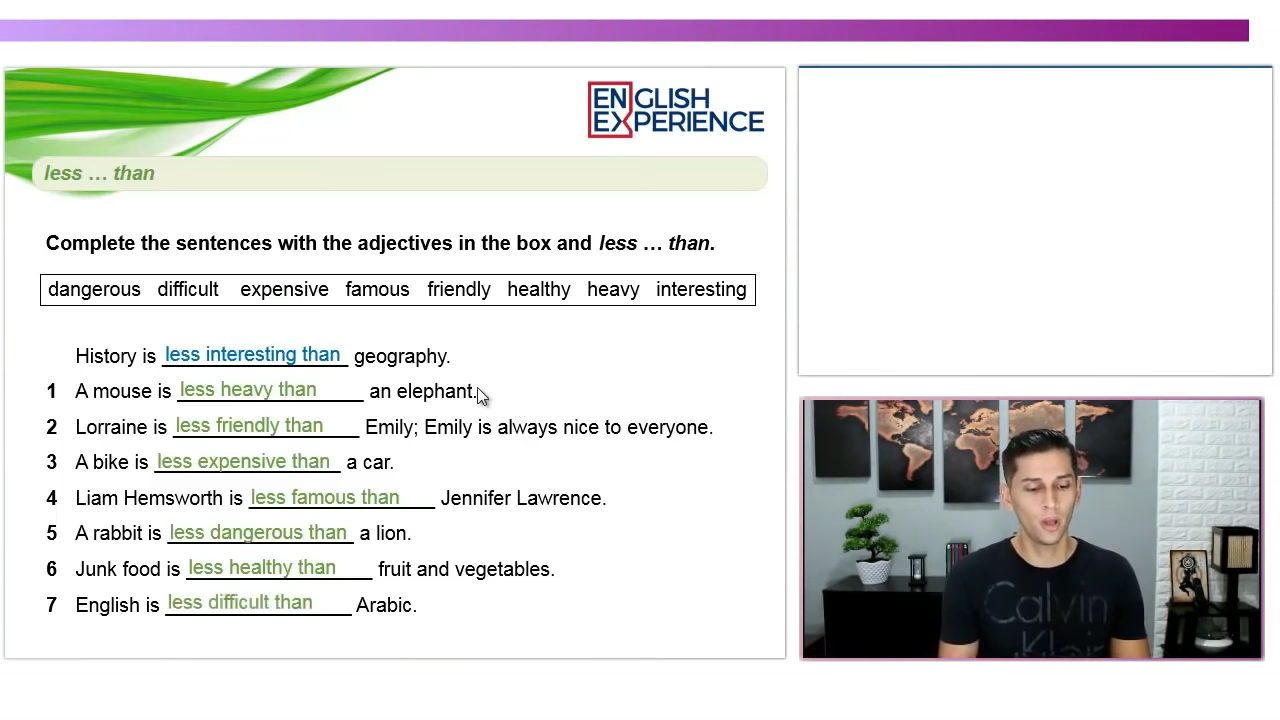 ENGLISH
EXPERIENCE
less … than
Complete the sentences with the adjectives in the box and less … than.
dangerous difficult expensive famous friendly healthy heavy interesting
History is less interesting than geography.
1 A mouse is less heavy than an elephant.
2 Lorraine is less friendly than Emily; Emily is always nice to everyone.
3 A bike is less expensive than a car.
4 Liam Hemsworth is less famous than Jennifer Lawrence.
5 A rabbit is less dangerous than a lion.
6 Junk food is less healthy than fruit and vegetables.
7 English is less difficult than Arabic.
Calvin
Klein